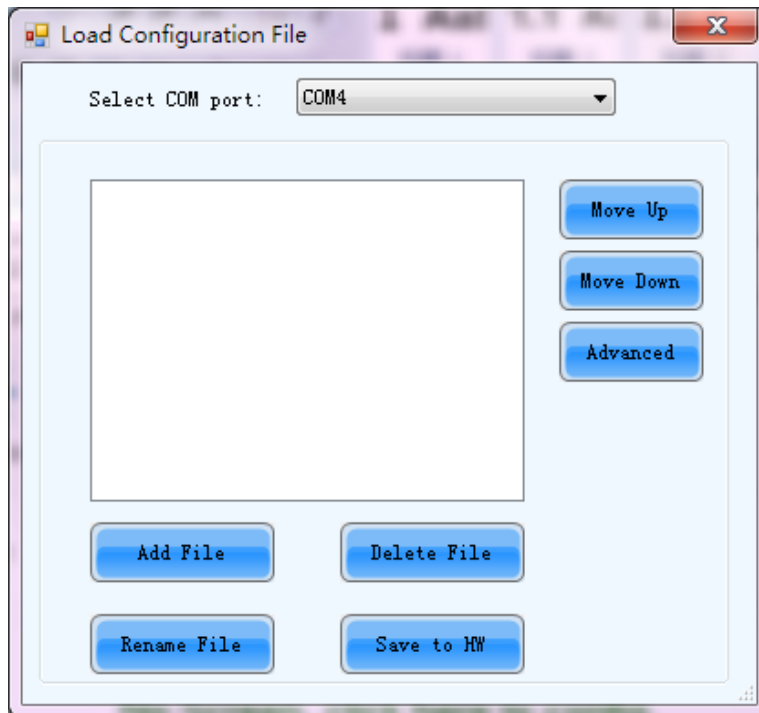 Load Configuration File
Select COM port: COM4
Move Up
Move Down
Advanced
Add File Delete File
Rename File Save to HW